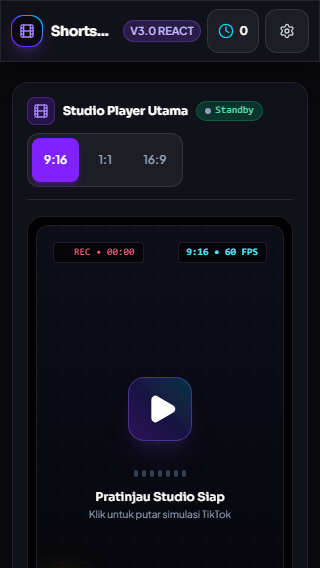 Shorts...
V3.0 REACT
0
Studio Player Utama
Standby
9:16
1:1
16:9
REC • 00:00
9:16 • 60 FPS
Pratinjau Studio Siap
Klik untuk putar simulasi TikTok